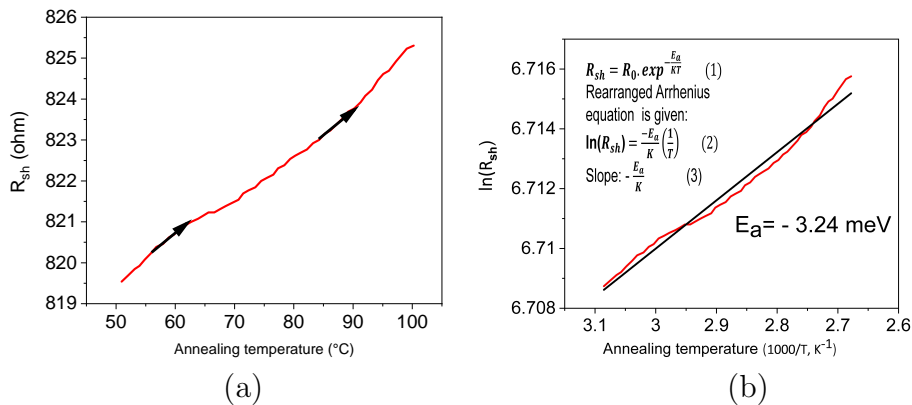 826
825
824
823
822
821
820
819
R_sh (ohm)
50
60
70
80
90
100
Annealing temperature (°C)
(a)
6.716
6.714
6.712
6.71
6.708
ln(R_sh)
R_sh = R_0. exp^{-E_a/KT} (1)
Rearranged Arrhenius
equation is given:
ln(R_sh) = -E_a/K (1/T) (2)
Slope: - E_a/K (3)
E_a= - 3.24 meV
3.1
3
2.9
2.8
2.7
2.6
Annealing temperature (1000/T, K^-1)
(b)